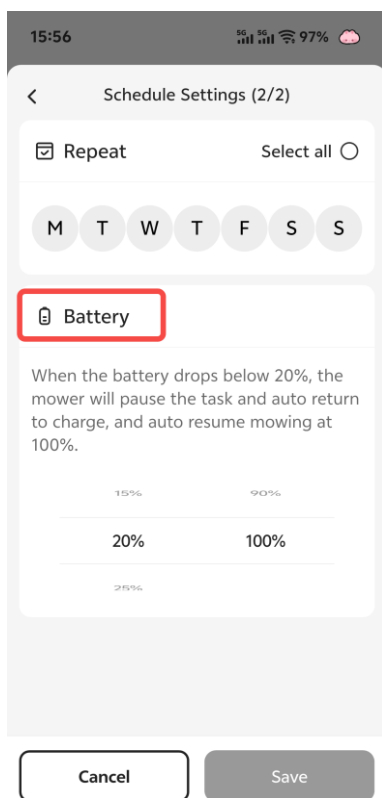 15:56 5G 5G 97%
Schedule Settings (2/2)
Repeat Select all
M T W T F S S
Battery
When the battery drops below 20%, the
mower will pause the task and auto return
to charge, and auto resume mowing at
100%.
15% 90%
20% 100%
25%
Cancel Save